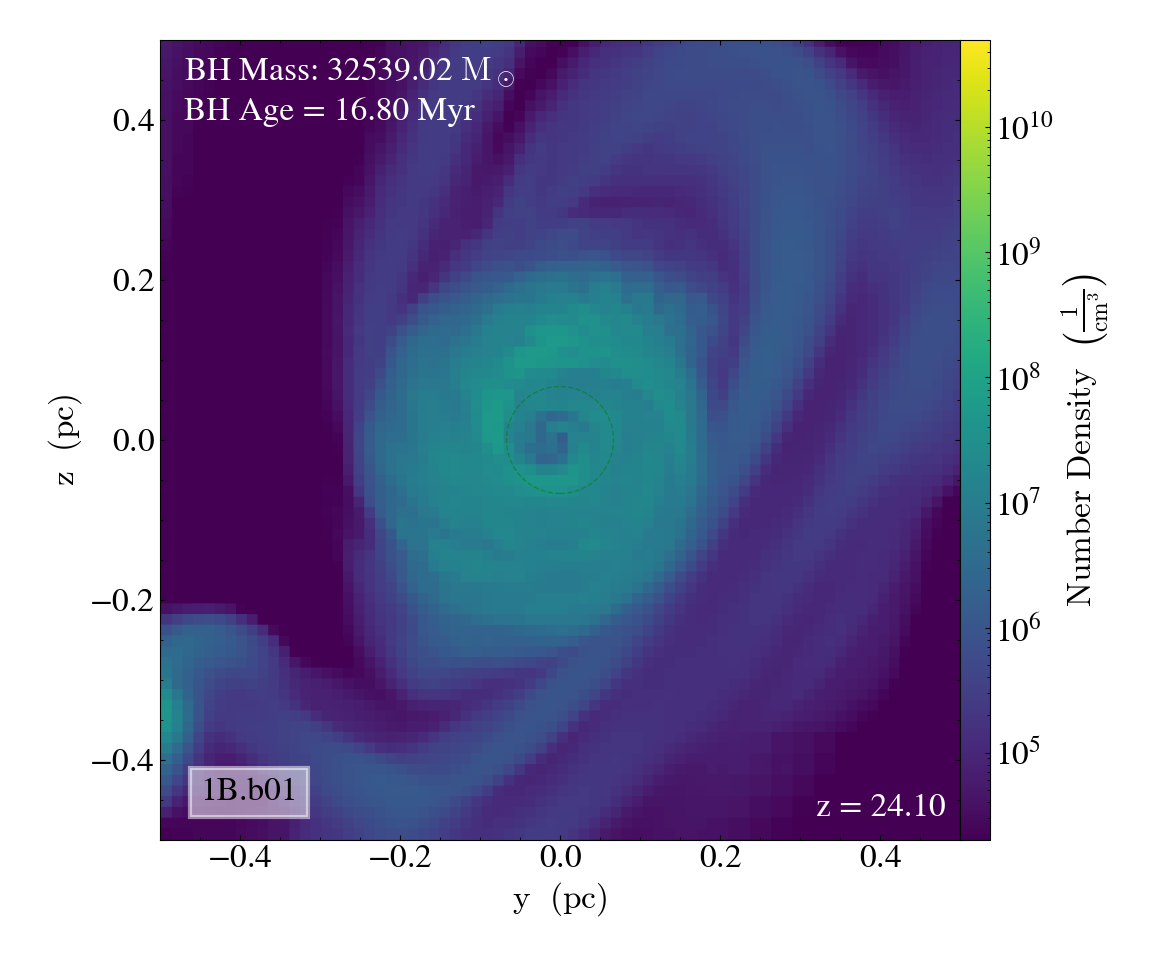 BH Mass: 32539.02 M⊙
BH Age = 16.80 Myr
0.4
0.2
0.0
−0.2
−0.4
z (pc)
1B.b01
z = 24.10
−0.4 −0.2 0.0 0.2 0.4
y (pc)
10¹⁰
10⁹
10⁸
10⁷
10⁶
10⁵
Number Density (1/cm³)